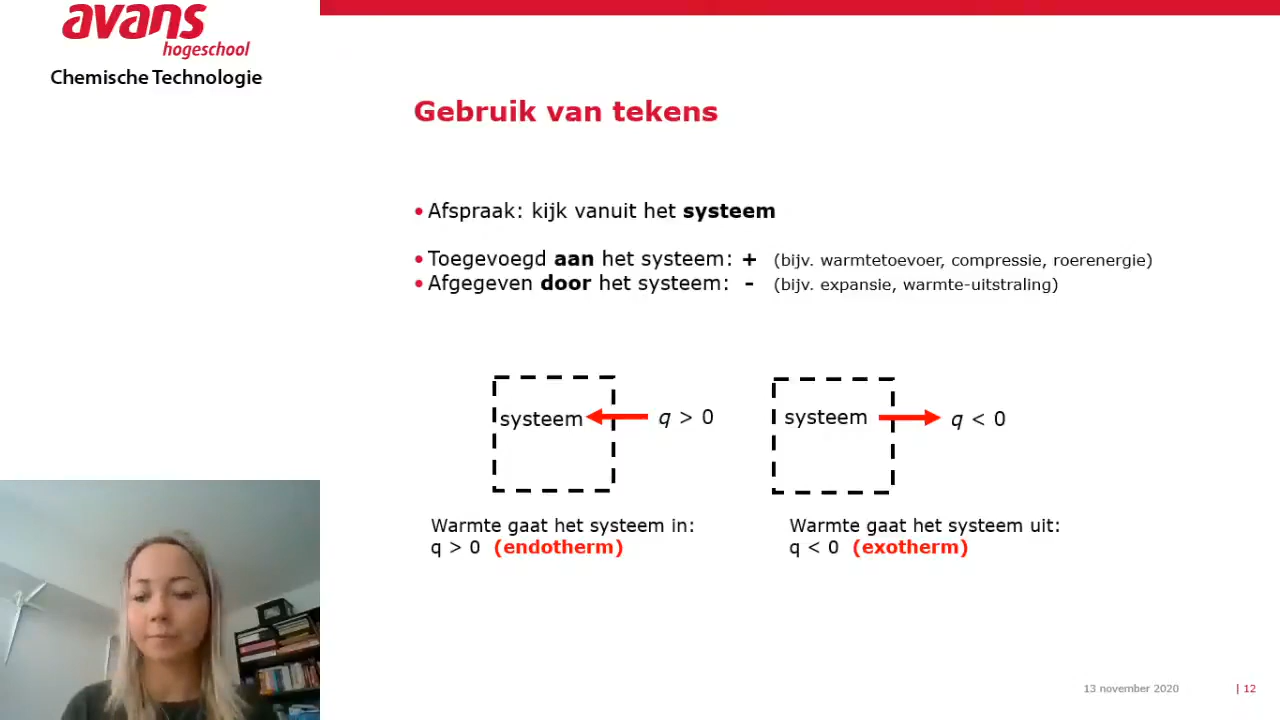 avans
hogeschool
Chemische Technologie
Gebruik van tekens
• Afspraak: kijk vanuit het systeem
• Toegevoegd aan het systeem: + (bijv. warmtetoevoer, compressie, roerenergie)
• Afgegeven door het systeem: - (bijv. expansie, warmte-uitstraling)
systeem q > 0
systeem q < 0
Warmte gaat het systeem in:
q > 0 (endotherm)
Warmte gaat het systeem uit:
q < 0 (exotherm)
13 november 2020 | 12